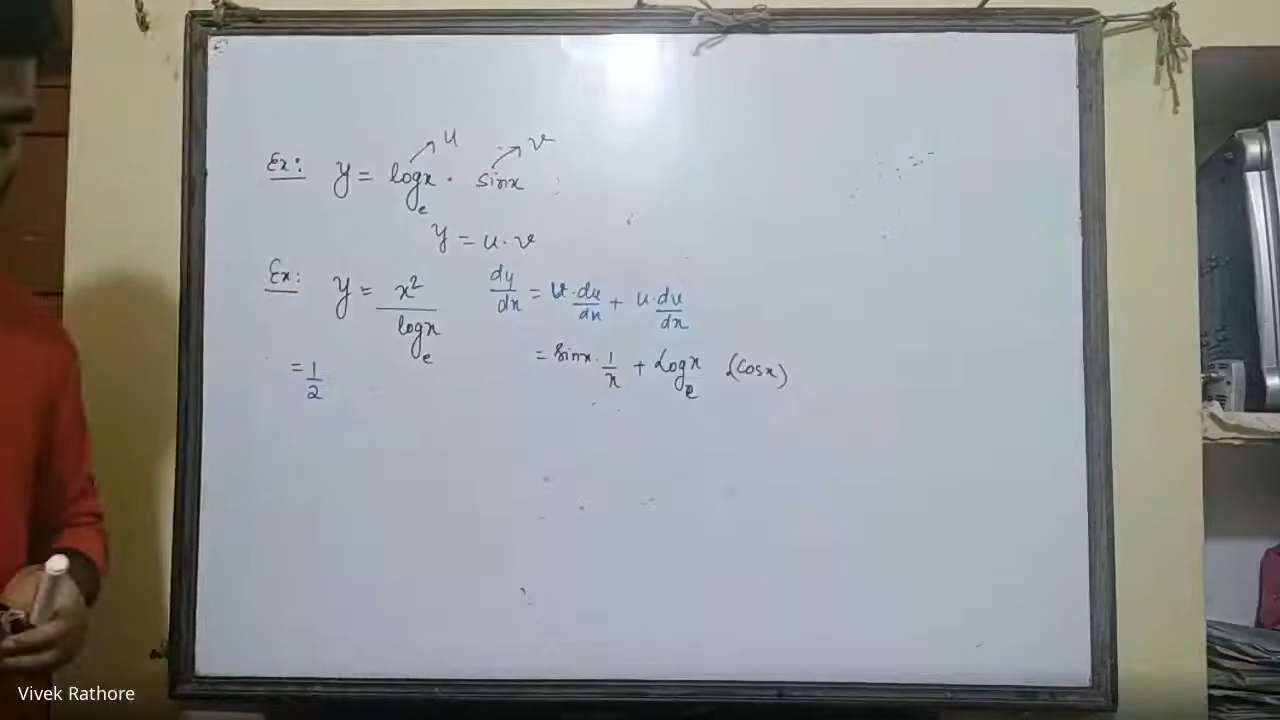 Ex: y = logₑx · sinx → u → v
y = u · v
Ex: y = x² / logₑx
dy/dx = v · du/dx + u · dv/dx
= sinx · 1/x + Logₑx (cosx)
= 1/2
Vivek Rathore